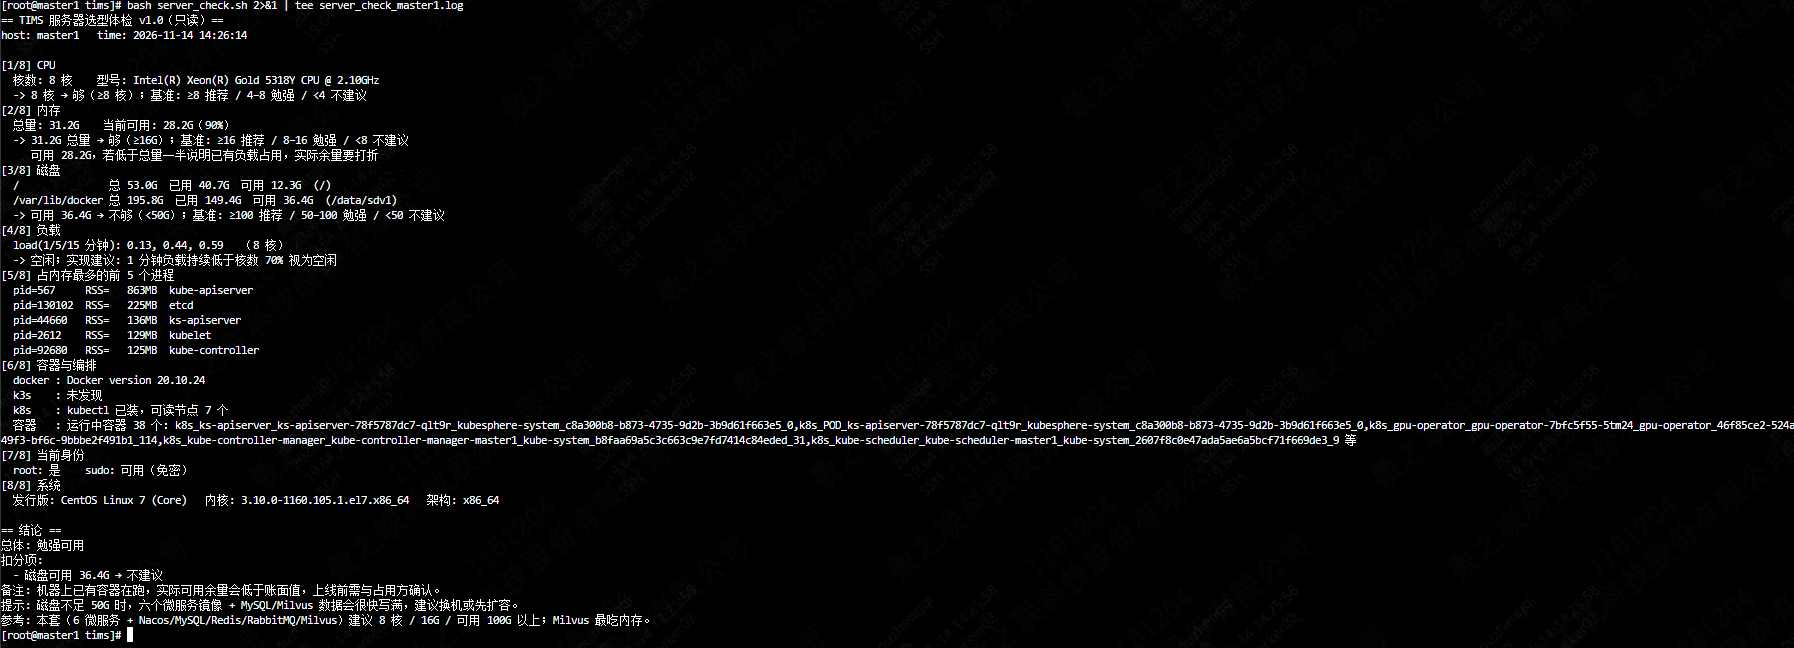 [root@master1 tims]# bash server_check.sh 2>&1 | tee server_check_master1.log
== TIMS 服务器选型体检 v1.0（只读）==
host: master1   time: 2026-11-14 14:26:14

[1/8] CPU
  核数: 8 核    型号: Intel(R) Xeon(R) Gold 5318Y CPU @ 2.10GHz
  -> 8 核 → 够（≥8 核）; 基准: ≥8 推荐 / 4-8 勉强 / <4 不建议
[2/8] 内存
  总量: 31.2G    当前可用: 28.2G（90%）
  -> 31.2G 总量 → 够（≥16G）; 基准: ≥16 推荐 / 8-16 勉强 / <8 不建议
     可用 28.2G，若低于总量一半说明已有负载占用，实际余量要打折
[3/8] 磁盘
  /               总 53.0G  已用 40.7G  可用 12.3G  (/)
  /var/lib/docker 总 195.8G  已用 149.4G  可用 36.4G  (/data/sdv1)
  -> 可用 36.4G → 不够（<50G）; 基准: ≥100 推荐 / 50-100 勉强 / <50 不建议
[4/8] 负载
  load(1/5/15 分钟): 0.13, 0.44, 0.59   （8 核）
  -> 空闲; 实现建议: 1 分钟负载持续低于核数 70% 视为空闲
[5/8] 占内存最多的前 5 个进程
  pid=567     RSS=   863MB  kube-apiserver
  pid=130102  RSS=   225MB  etcd
  pid=44660   RSS=   136MB  ks-apiserver
  pid=2612    RSS=   129MB  kubelet
  pid=92680   RSS=   125MB  kube-controller
[6/8] 容器与编排
  docker : Docker version 20.10.24
  k3s    : 未发现
  k8s    : kubectl 已装，可读节点 7 个
  容器   : 运行中容器 38 个: k8s_ks-apiserver_ks-apiserver-78f5787dc7-qlt9r_kubesphere-system_c8a300b8-b873-4735-9d2b-3b9d61f663e5_0,k8s_POD_ks-apiserver-78f5787dc7-qlt9r_kubesphere-system_c8a300b8-b873-4735-9d2b-3b9d61f663e5_0,k8s_gpu-operator_gpu-operator-7bfc5f55-5tm24_gpu-operator_46f85ce2-524a
49f3-bf6c-9bbbe2f491b1_114,k8s_kube-controller-manager_kube-controller-manager-master1_kube-system_b8faa69a5c3c663c9e7fd7414c84eded_31,k8s_kube-scheduler_kube-scheduler-master1_kube-system_2607f8c0e47ada5ae6a5bcf71f669de3_9 等
[7/8] 当前身份
  root: 是    sudo: 可用（免密）
[8/8] 系统
  发行版: CentOS Linux 7 (Core)   内核: 3.10.0-1160.105.1.el7.x86_64   架构: x86_64

== 结论 ==
总体: 勉强可用
扣分项:
  - 磁盘可用 36.4G → 不建议
备注: 机器上已有容器在跑，实际可用余量会低于账面值，上线前需与占用方确认。
提示: 磁盘不足 50G 时，六个微服务镜像 + MySQL/Milvus 数据会很快写满，建议换机或先扩容。
参考: 本套（6 微服务 + Nacos/MySQL/Redis/RabbitMQ/Milvus）建议 8 核 / 16G / 可用 100G 以上; Milvus 最吃内存。
[root@master1 tims]#